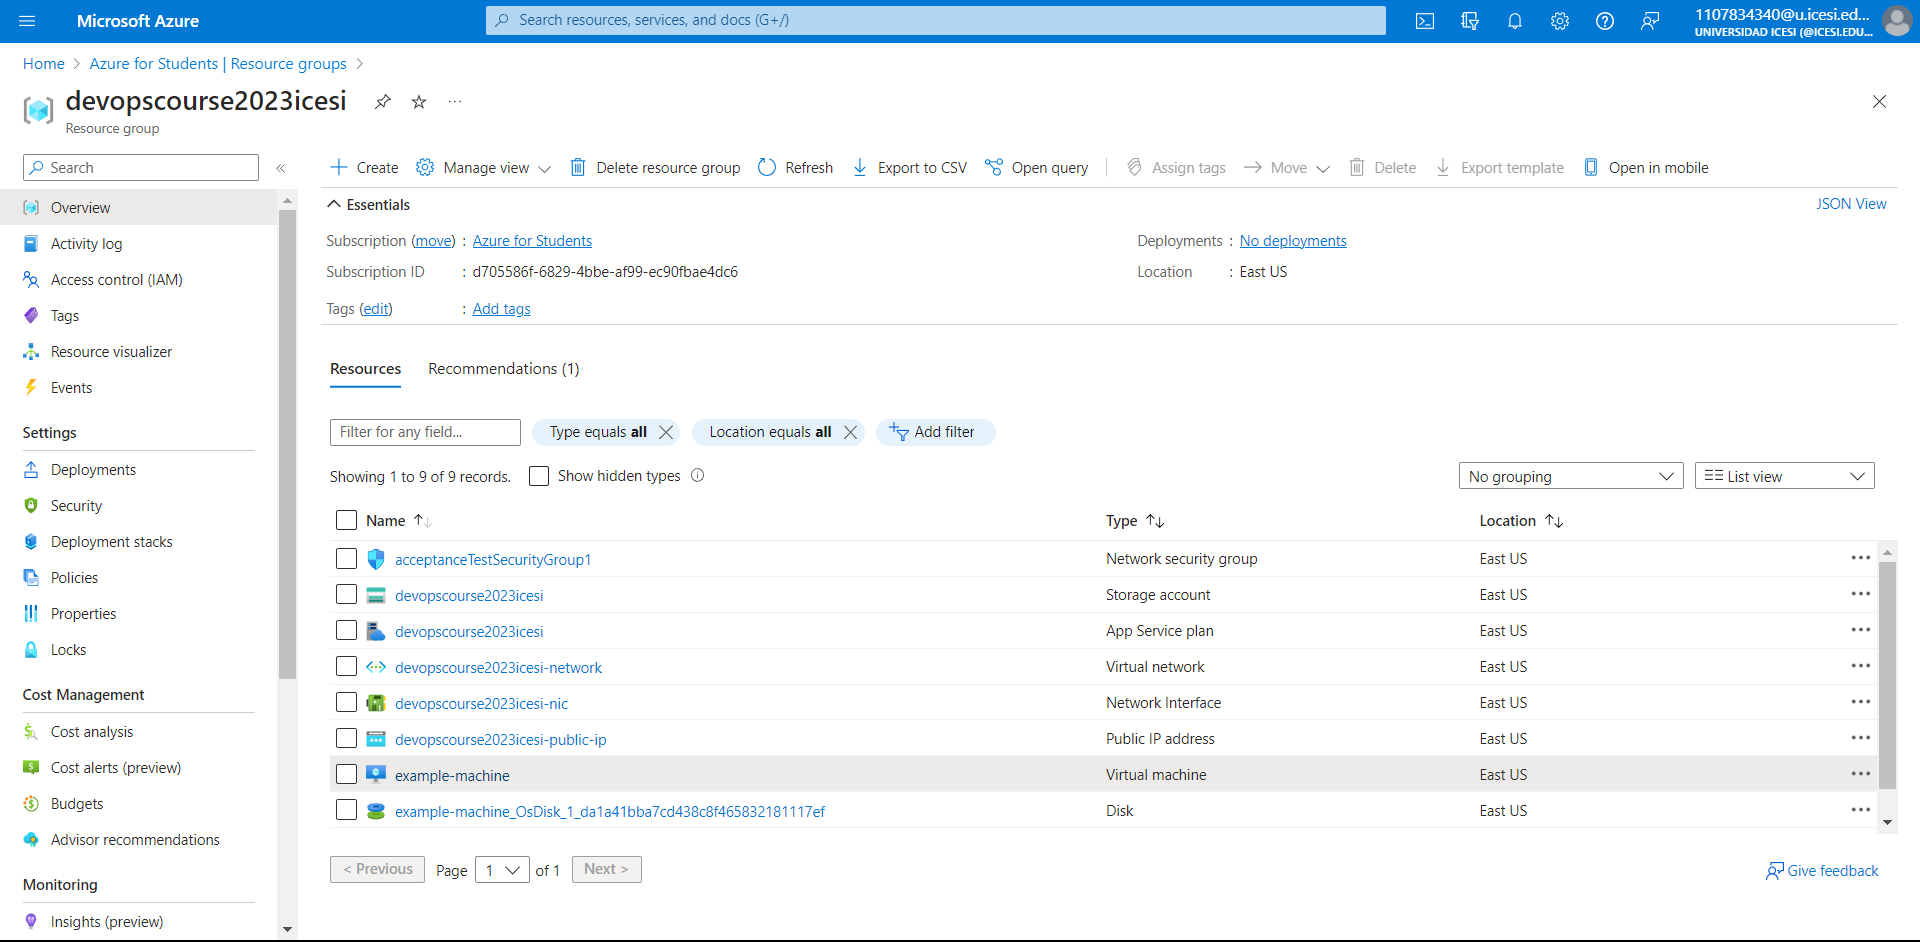 Microsoft Azure
Search resources, services, and docs (G+/)
1107834340@u.icesi.ed...
UNIVERSIDAD ICESI (@ICESI.EDU....
Home > Azure for Students | Resource groups >
devopscourse2023icesi
Resource group
Search
Overview
Activity log
Access control (IAM)
Tags
Resource visualizer
Events
Settings
Deployments
Security
Deployment stacks
Policies
Properties
Locks
Cost Management
Cost analysis
Cost alerts (preview)
Budgets
Advisor recommendations
Monitoring
Insights (preview)
Create Manage view Delete resource group Refresh Export to CSV Open query Assign tags Move Delete Export template Open in mobile
Essentials JSON View
Subscription (move) : Azure for Students Deployments : No deployments
Subscription ID : d705586f-6829-4bbe-af99-ec90fbae4dc6 Location : East US
Tags (edit) : Add tags
Resources Recommendations (1)
Filter for any field... Type equals all Location equals all Add filter
Showing 1 to 9 of 9 records. Show hidden types No grouping List view
Name Type Location
acceptanceTestSecurityGroup1 Network security group East US
devopscourse2023icesi Storage account East US
devopscourse2023icesi App Service plan East US
devopscourse2023icesi-network Virtual network East US
devopscourse2023icesi-nic Network Interface East US
devopscourse2023icesi-public-ip Public IP address East US
example-machine Virtual machine East US
example-machine_OsDisk_1_da1a41bba7cd438c8f465832181117ef Disk East US
< Previous Page 1 of 1 Next > Give feedback